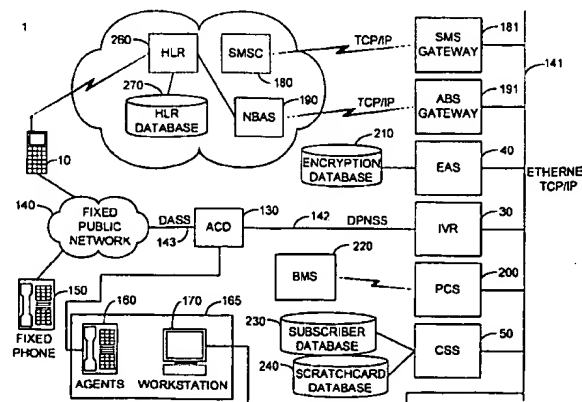 1
260
HLR
SMSC
180
TCP/IP
SMS
GATEWAY
181
141
270
HLR
DATABASE
NBAS
190
TCP/IP
ABS
GATEWAY
191
10
210
ENCRYPTION
DATABASE
EAS
40
ETHERNE
TCP/IP
140
FIXED
PUBLIC
NETWORK
DASS
143
ACD
130
142
DPNSS
IVR
30
220
BMS
PCS
200
150
FIXED
PHONE
160
170
165
AGENTS
WORKSTATION
230
SUBSCRIBER
DATABASE
240
SCRATCHCARD
DATABASE
CSS
50